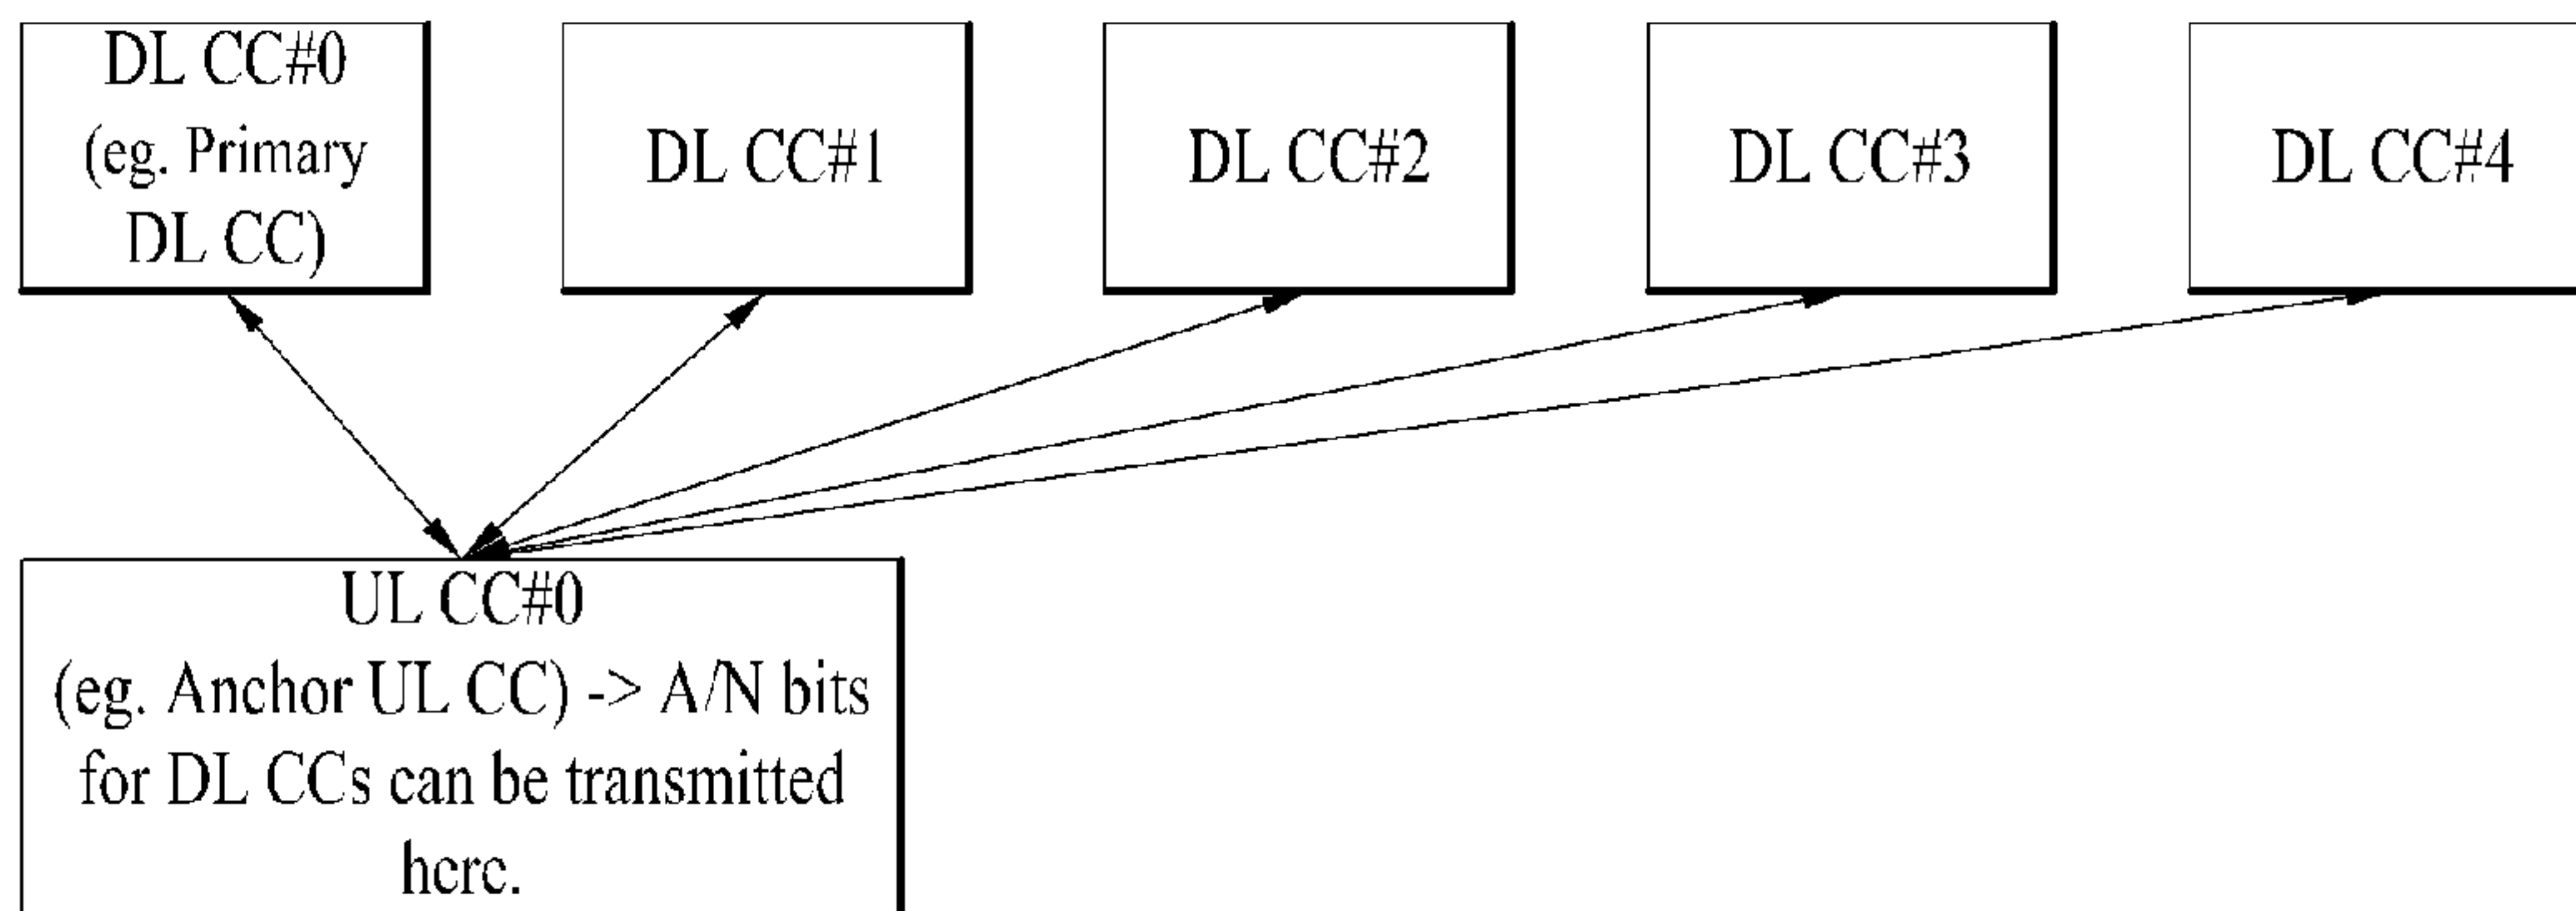 DL CC#0
(eg. Primary
DL CC)
DL CC#1
DL CC#2
DL CC#3
DL CC#4
UL CC#0
(eg. Anchor UL CC) -> A/N bits
for DL CCs can be transmitted
here.